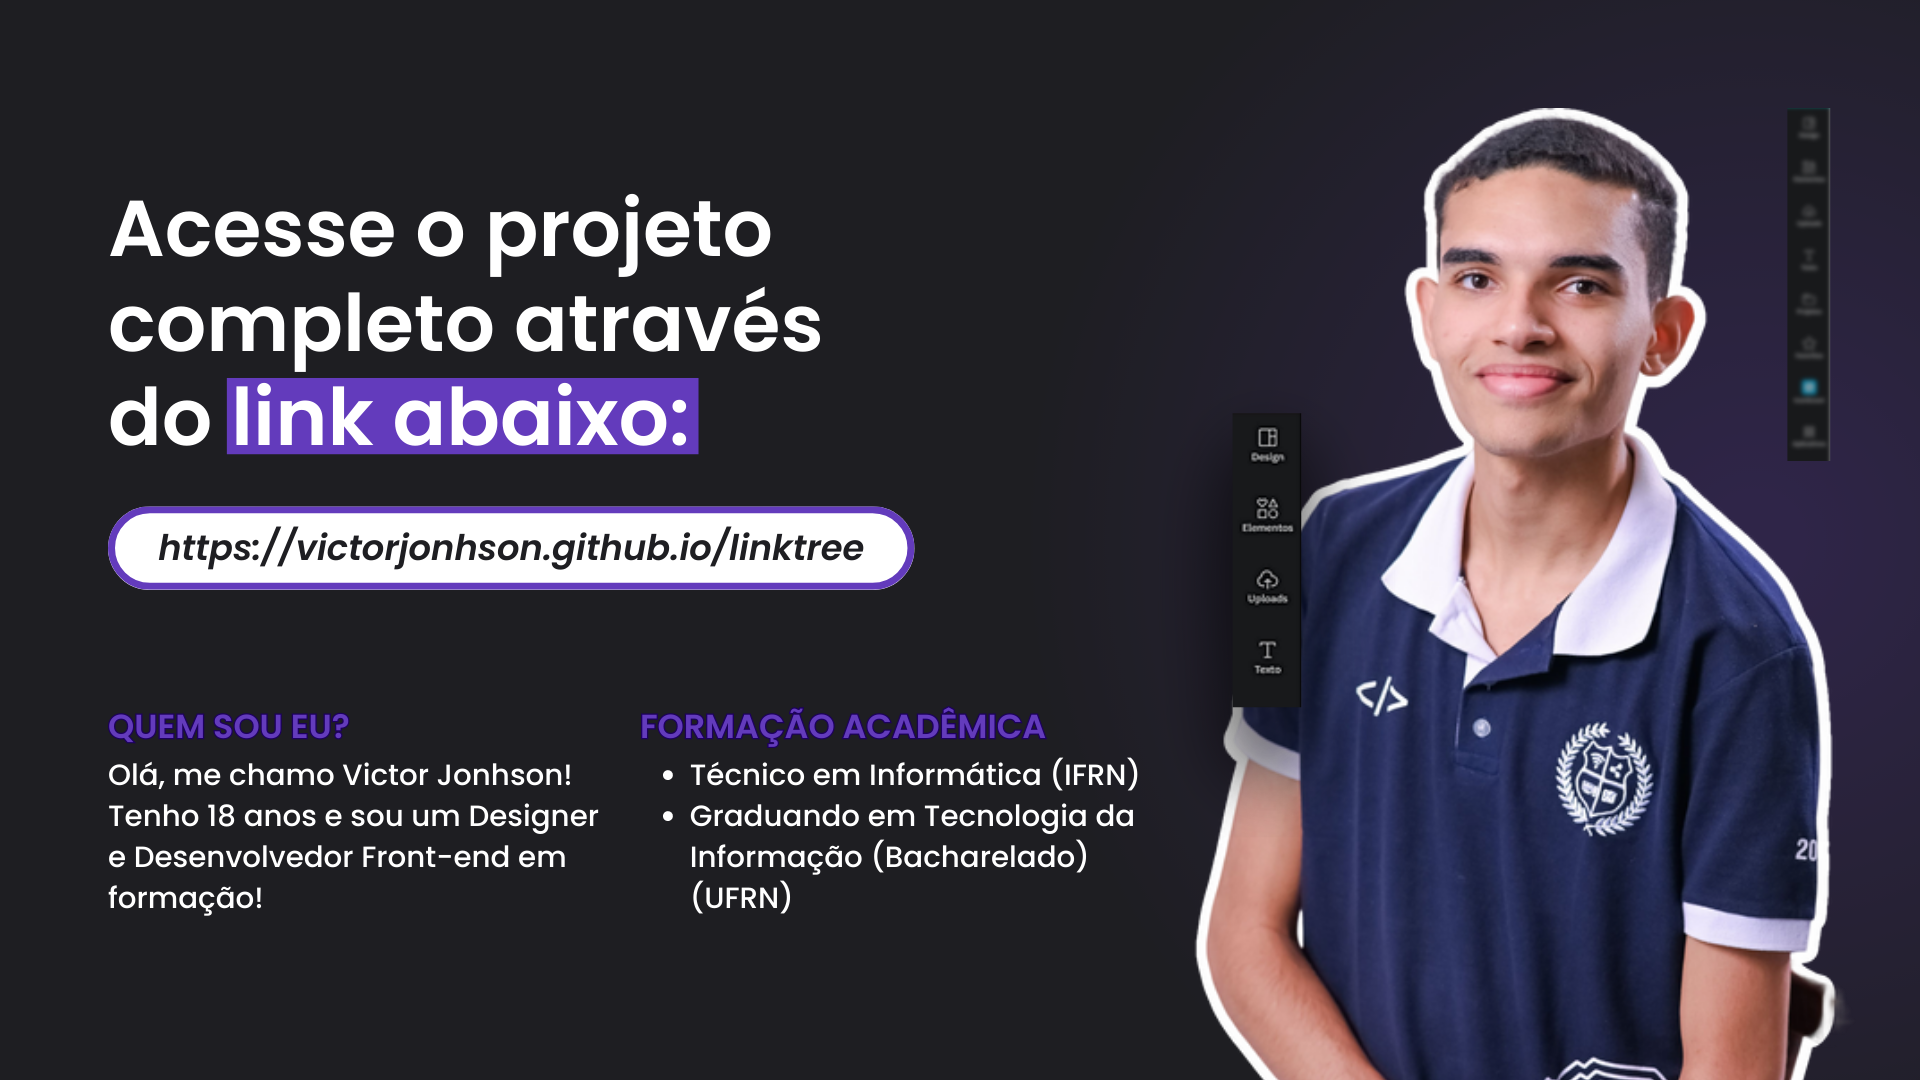 Acesse o projeto
completo através
do link abaixo:
https://victorjonhson.github.io/linktree
QUEM SOU EU?
Olá, me chamo Victor Jonhson!
Tenho 18 anos e sou um Designer
e Desenvolvedor Front-end em
formação!
FORMAÇÃO ACADÊMICA
• Técnico em Informática (IFRN)
• Graduando em Tecnologia da
Informação (Bacharelado)
(UFRN)
Design
Elementos
Uploads
Texto
</>
20